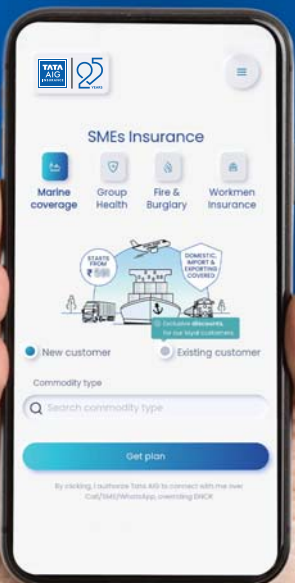 TATA
AIG
INSURANCE
25
YEARS
SMEs Insurance
Marine
coverage
Group
Health
Fire &
Burglary
Workmen
Insurance
STARTS
FROM
₹
DOMESTIC,
IMPORT &
EXPORTING
COVERED
Exclusive discounts,
for our loyal customers.
New customer
Existing customer
Commodity type
Search commodity type
Get plan
By clicking, I authorize Tata AIG to connect with me over
Call/SMS/WhatsApp, overriding DNCR